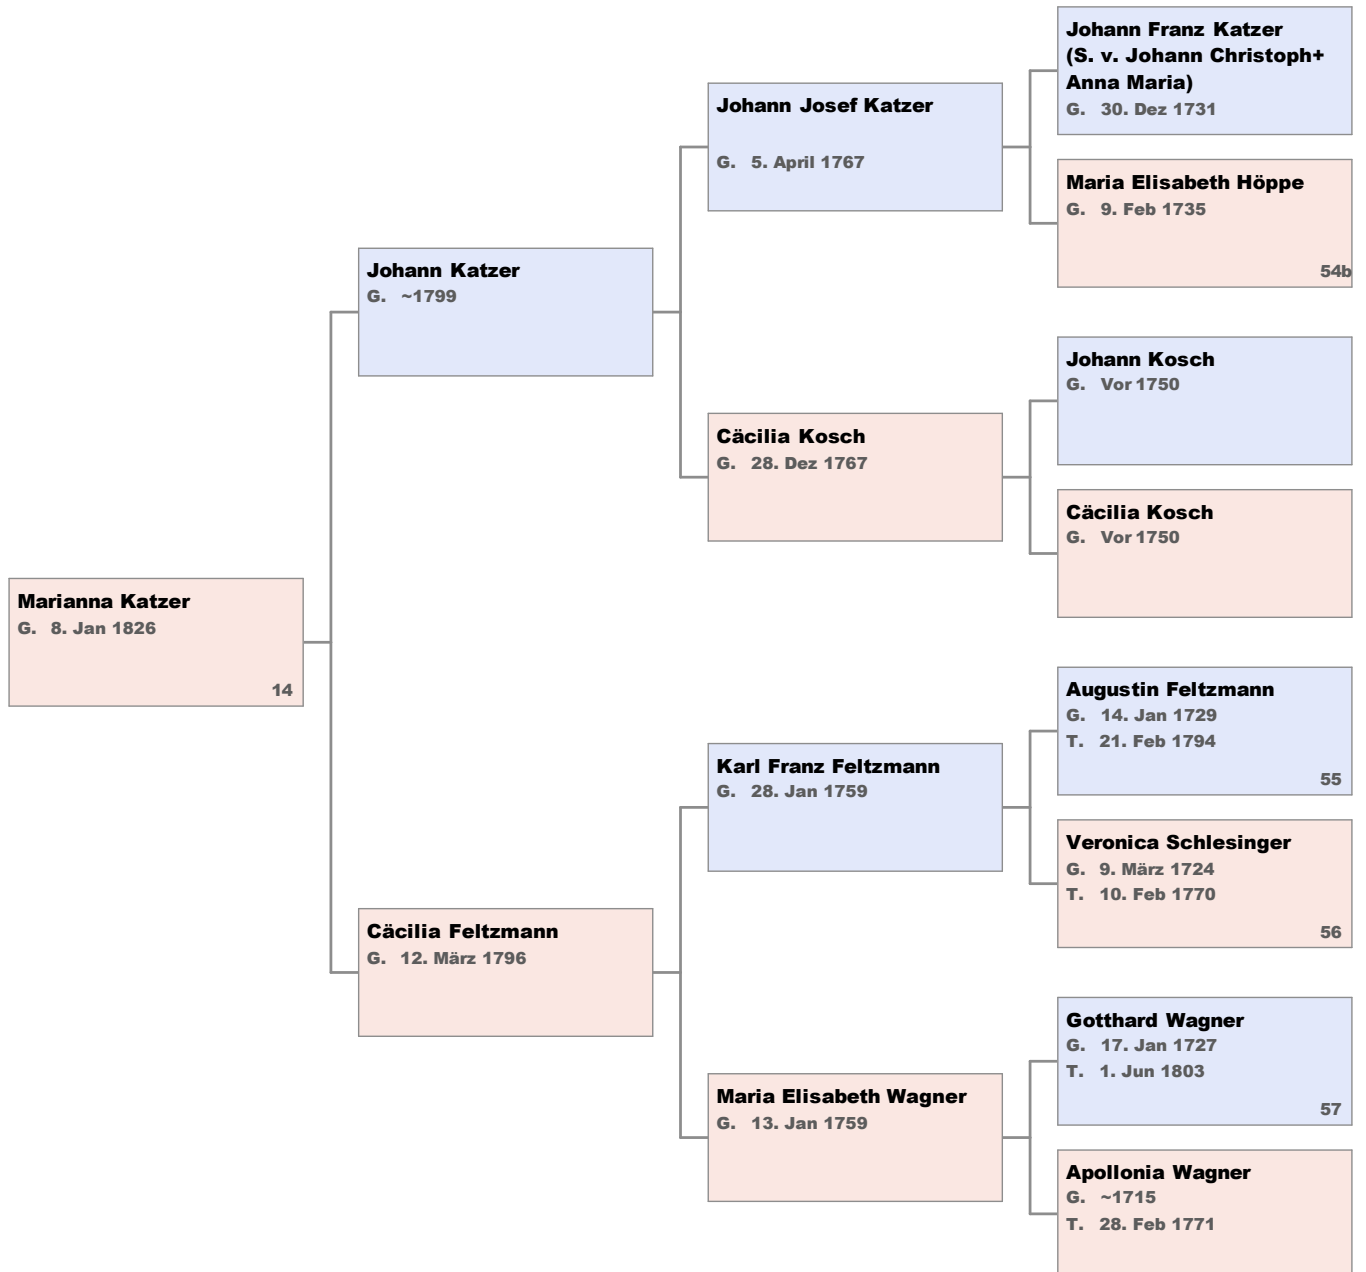 Johann Franz Katzer
(S. v. Johann Christoph+
Anna Maria)
G. 30. Dez 1731
Johann Josef Katzer
G. 5. April 1767
Maria Elisabeth Höppe
G. 9. Feb 1735
54b
Johann Katzer
G. ~1799
Johann Kosch
G. Vor 1750
Cäcilia Kosch
G. 28. Dez 1767
Cäcilia Kosch
G. Vor 1750
Marianna Katzer
G. 8. Jan 1826
14
Augustin Feltzmann
G. 14. Jan 1729
T. 21. Feb 1794
55
Karl Franz Feltzmann
G. 28. Jan 1759
Veronica Schlesinger
G. 9. März 1724
T. 10. Feb 1770
56
Cäcilia Feltzmann
G. 12. März 1796
Gotthard Wagner
G. 17. Jan 1727
T. 1. Jun 1803
57
Maria Elisabeth Wagner
G. 13. Jan 1759
Apollonia Wagner
G. ~1715
T. 28. Feb 1771